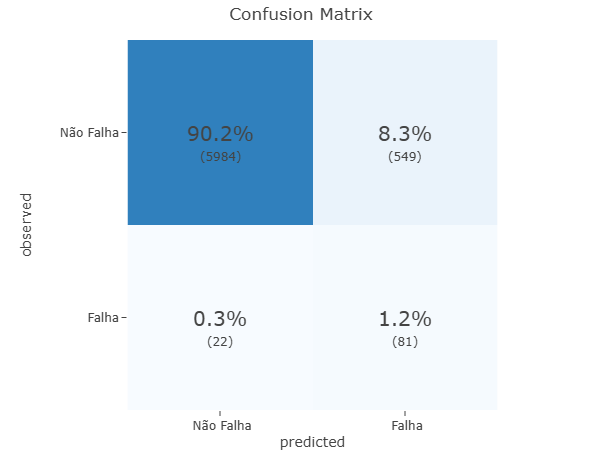 Confusion Matrix
observed
Não Falha
90.2%
(5984)
8.3%
(549)
Falha
0.3%
(22)
1.2%
(81)
Não Falha
Falha
predicted